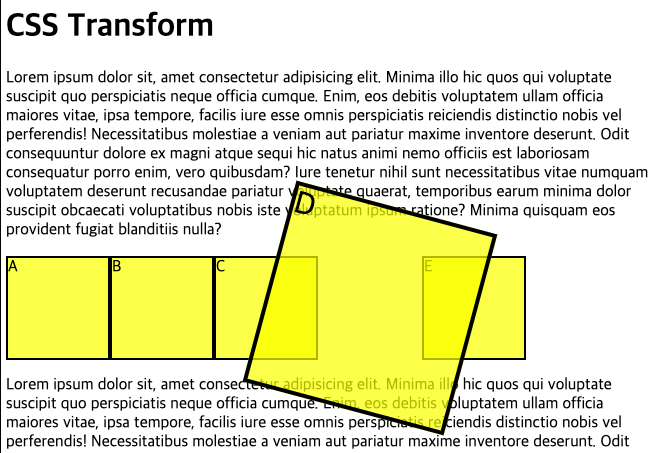 CSS Transform
Lorem ipsum dolor sit, amet consectetur adipisicing elit. Minima illo hic quos qui voluptate
suscipit quo perspiciatis neque officia cumque. Enim, eos debitis voluptatem ullam officia
maiores vitae, ipsa tempore, facilis iure esse omnis perspiciatis reiciendis distinctio nobis vel
perferendis! Necessitatibus molestiae a veniam aut pariatur maxime inventore deserunt. Odit
consequuntur dolore ex magni atque sequi hic natus animi nemo officiis est laboriosam
consequatur porro enim, vero quibusdam? Iure tenetur nihil sunt necessitatibus vitae numquam
voluptatem deserunt recusandae pariatur voluptate quaerat, temporibus earum minima dolor
suscipit obcaecati voluptatibus nobis iste voluptatum ipsum ratione? Minima quisquam eos
provident fugiat blanditiis nulla?
A B C D E
Lorem ipsum dolor sit, amet consectetur adipisicing elit. Minima illo hic quos qui voluptate
suscipit quo perspiciatis neque officia cumque. Enim, eos debitis voluptatem ullam officia
maiores vitae, ipsa tempore, facilis iure esse omnis perspiciatis reiciendis distinctio nobis vel
perferendis! Necessitatibus molestiae a veniam aut pariatur maxime inventore deserunt. Odit